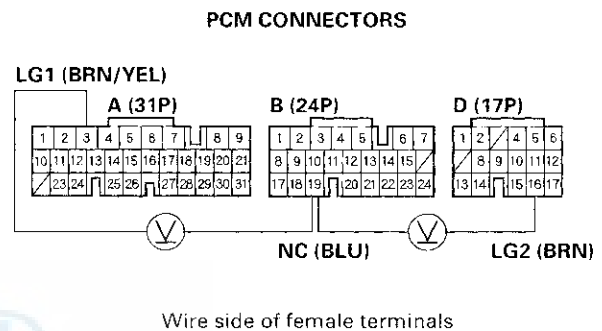 PCM CONNECTORS
LG1 (BRN/YEL)
A (31P) B (24P) D (17P)
1 2 3 4 5 6 7 8 9 1 2 3 4 5 6 7 1 2 4 5 6
10 11 12 13 14 15 16 17 18 19 20 21 8 9 10 11 12 13 14 15 8 9 10 11 12
23 24 25 26 27 28 29 30 31 17 18 19 20 21 22 23 24 13 14 15 16 17
V V
NC (BLU) LG2 (BRN)
Wire side of female terminals